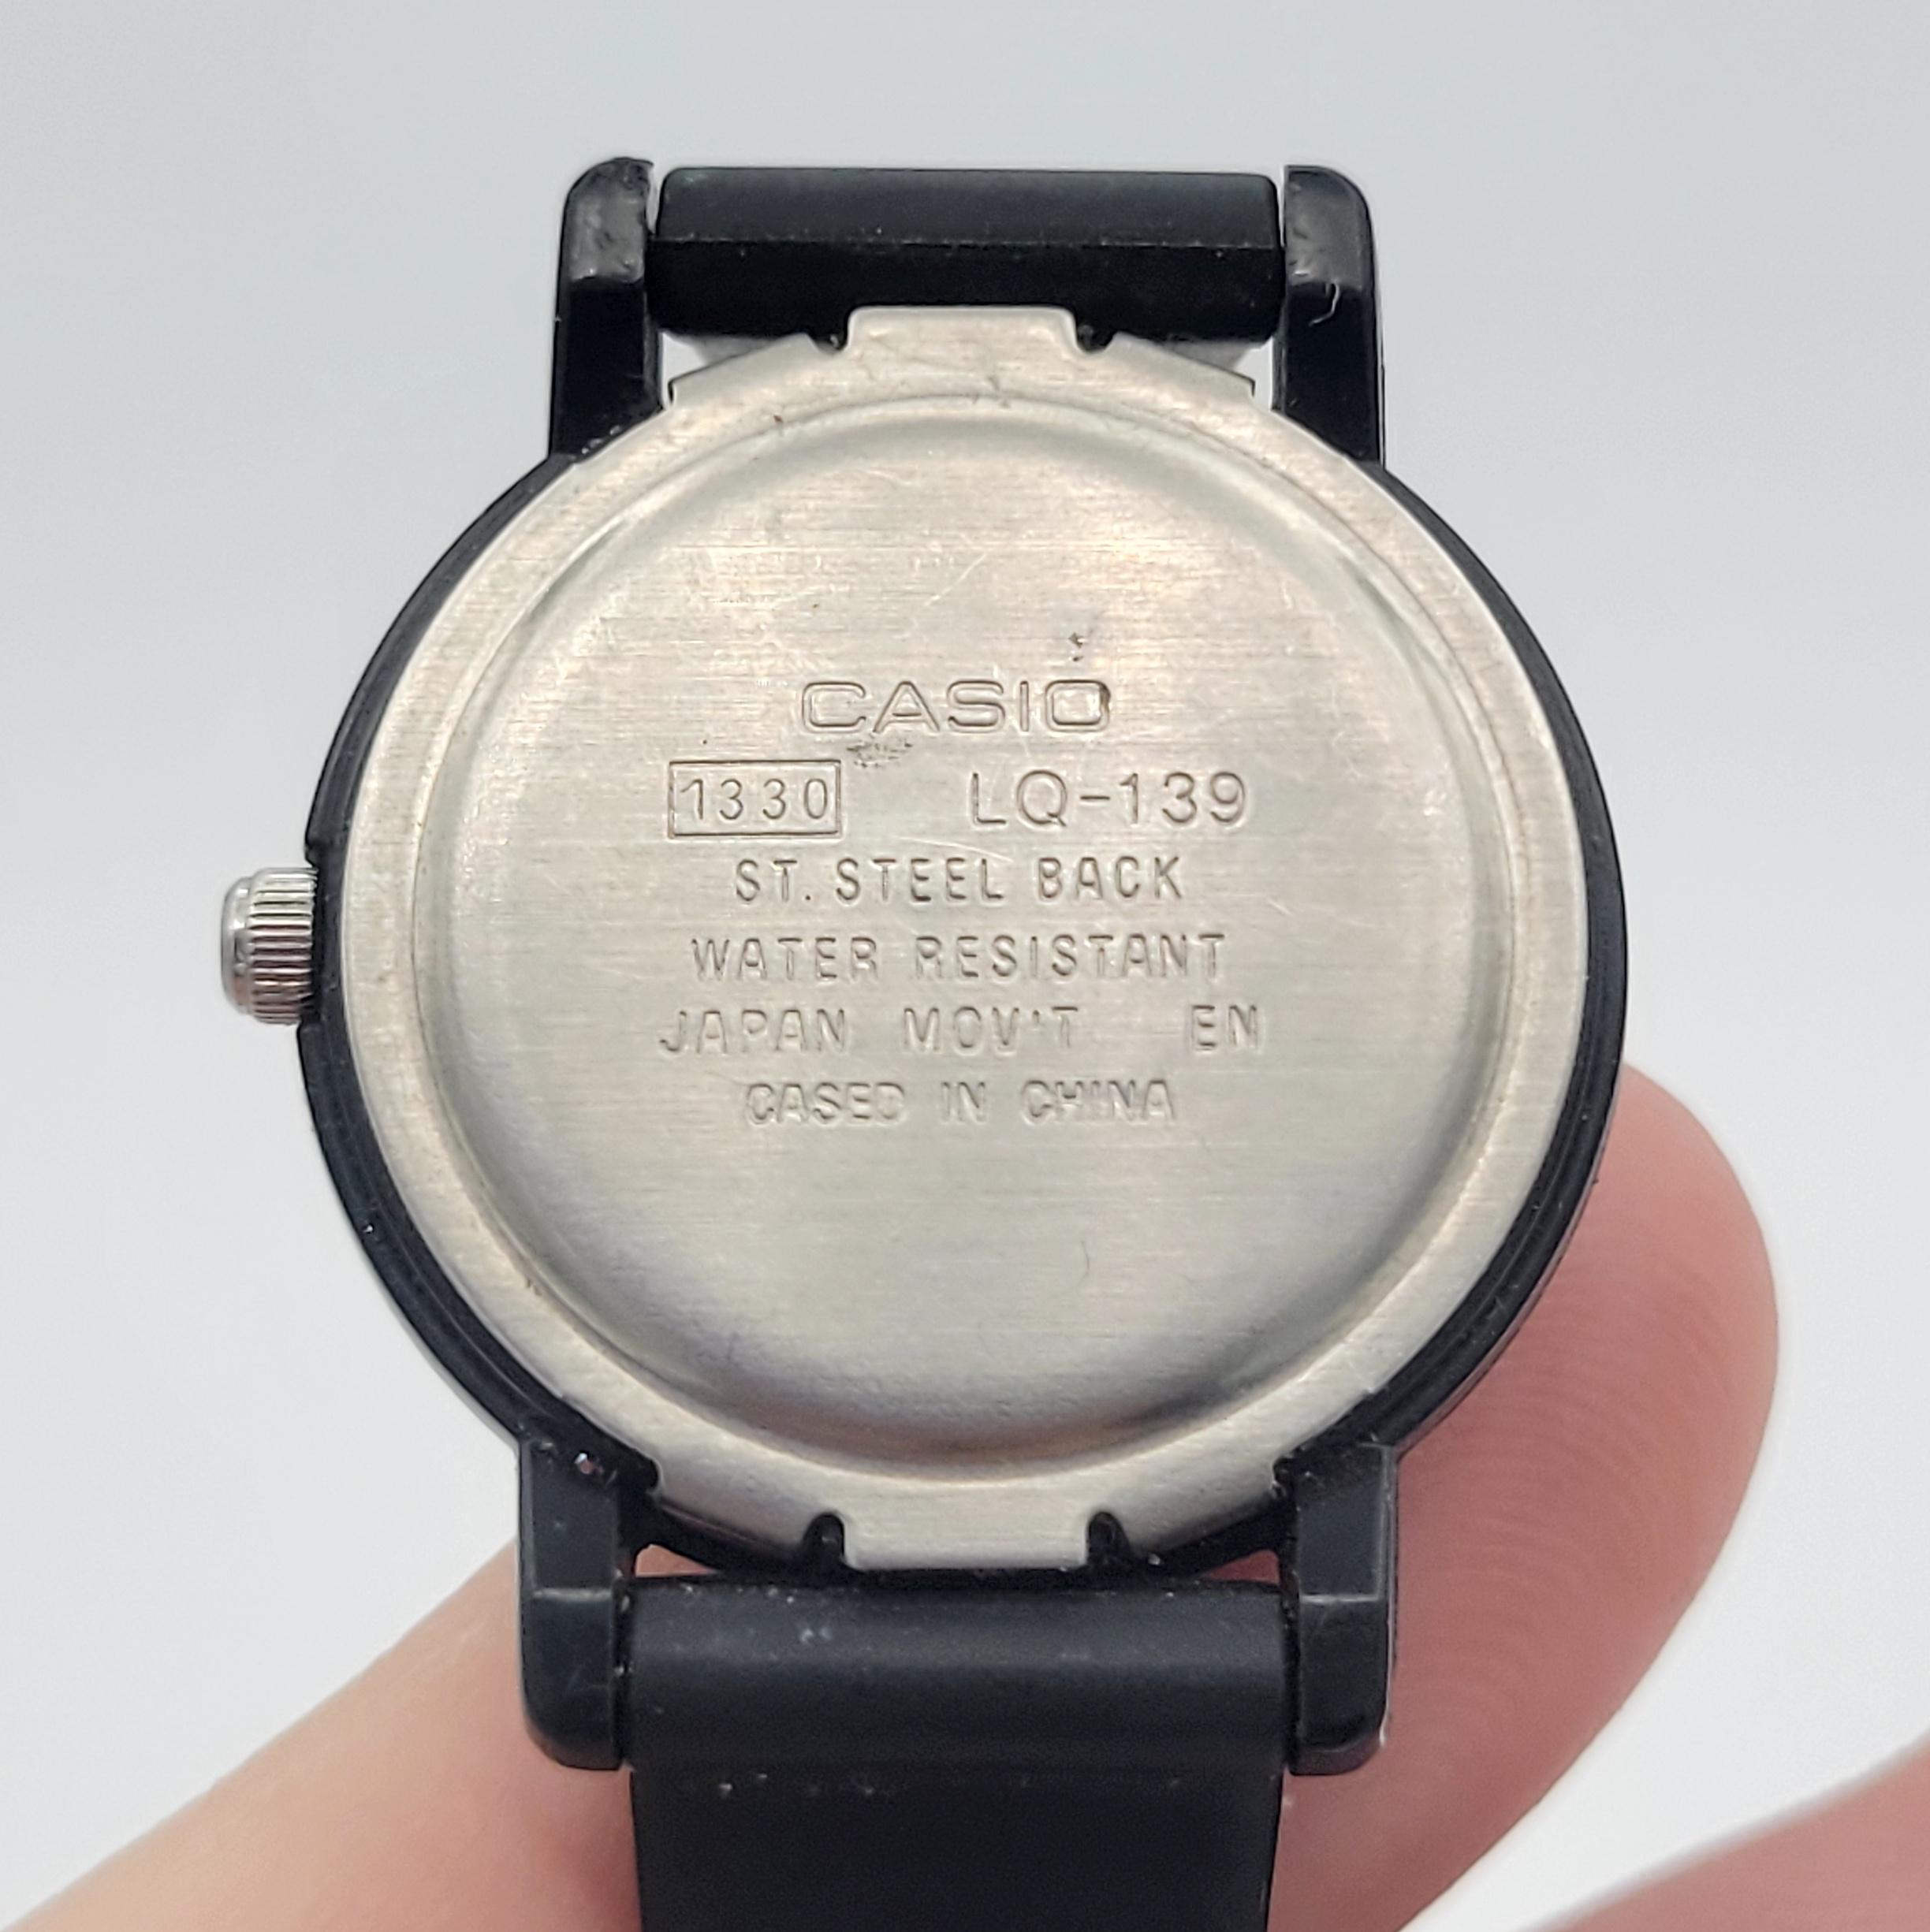 CASIO
1330 LQ-139
ST. STEEL BACK
WATER RESISTANT
JAPAN MOV'T EN
CASED IN CHINA